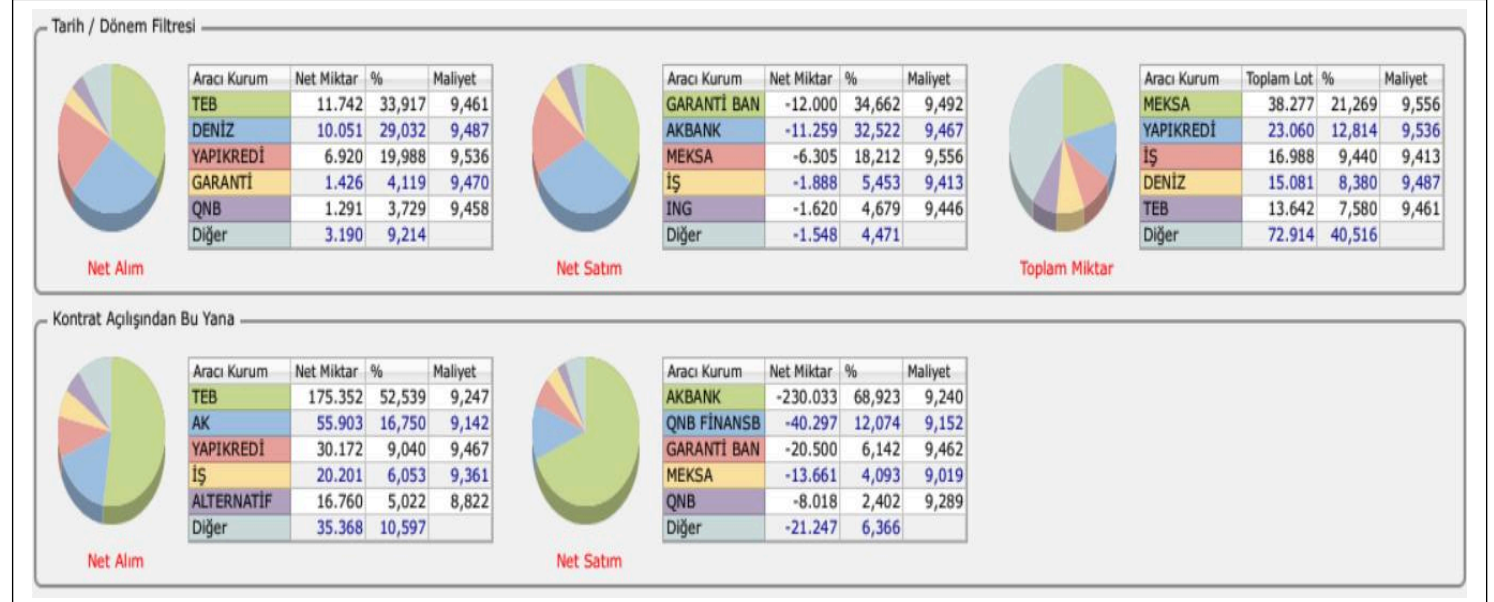 Tarih / Dönem Filtresi
Aracı Kurum Net Miktar % Maliyet
TEB 11.742 33,917 9,461
DENİZ 10.051 29,032 9,487
YAPIKREDİ 6.920 19,988 9,536
GARANTİ 1.426 4,119 9,470
QNB 1.291 3,729 9,458
Diğer 3.190 9,214
Net Alım
Aracı Kurum Net Miktar % Maliyet
GARANTİ BAN -12.000 34,662 9,492
AKBANK -11.259 32,522 9,467
MEKSA -6.305 18,212 9,556
İŞ -1.888 5,453 9,413
ING -1.620 4,679 9,446
Diğer -1.548 4,471
Net Satım
Aracı Kurum Toplam Lot % Maliyet
MEKSA 38.277 21,269 9,556
YAPIKREDİ 23.060 12,814 9,536
İŞ 16.988 9,440 9,413
DENİZ 15.081 8,380 9,487
TEB 13.642 7,580 9,461
Diğer 72.914 40,516
Toplam Miktar
Kontrat Açılışından Bu Yana
Aracı Kurum Net Miktar % Maliyet
TEB 175.352 52,539 9,247
AK 55.903 16,750 9,142
YAPIKREDİ 30.172 9,040 9,467
İŞ 20.201 6,053 9,361
ALTERNATİF 16.760 5,022 8,822
Diğer 35.368 10,597
Net Alım
Aracı Kurum Net Miktar % Maliyet
AKBANK -230.033 68,923 9,240
QNB FİNANSB -40.297 12,074 9,152
GARANTİ BAN -20.500 6,142 9,462
MEKSA -13.661 4,093 9,019
QNB -8.018 2,402 9,289
Diğer -21.247 6,366
Net Satım